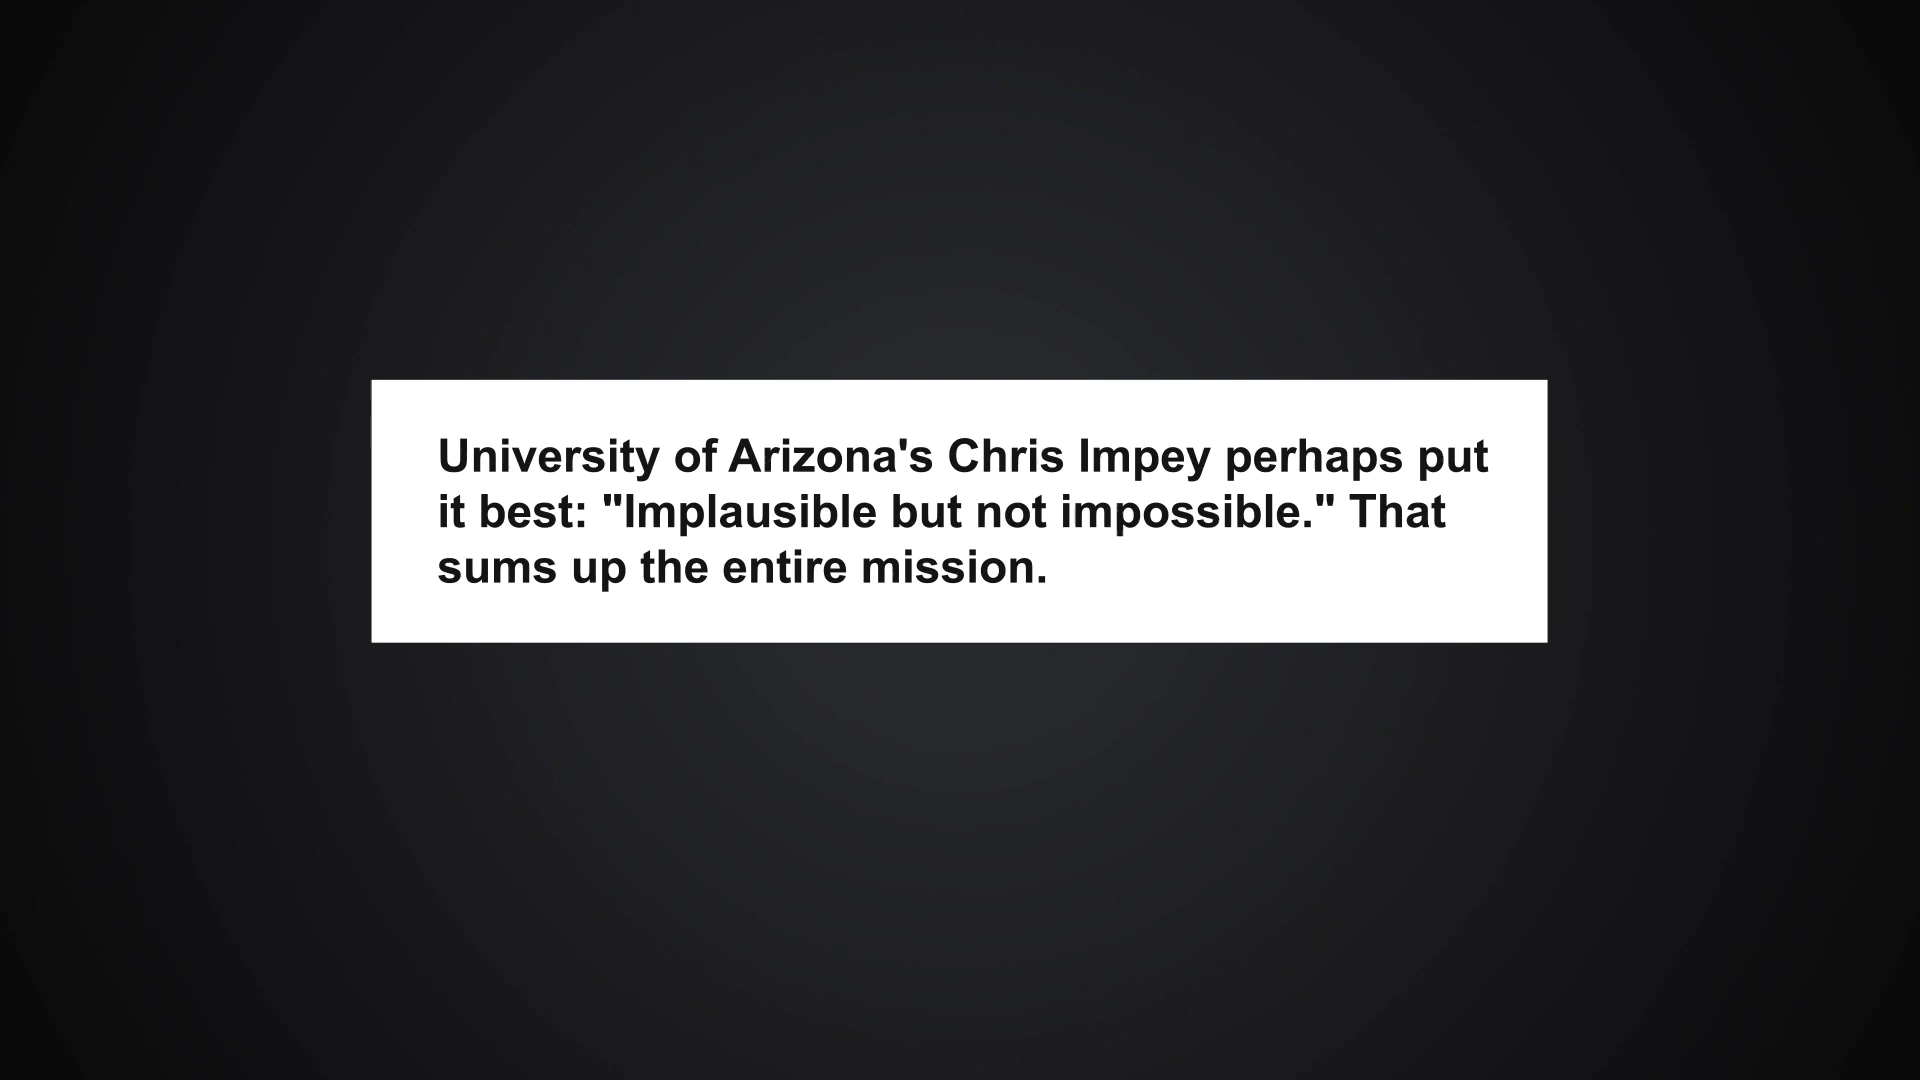 University of Arizona's Chris Impey perhaps put
it best: "Implausible but not impossible." That
sums up the entire mission.